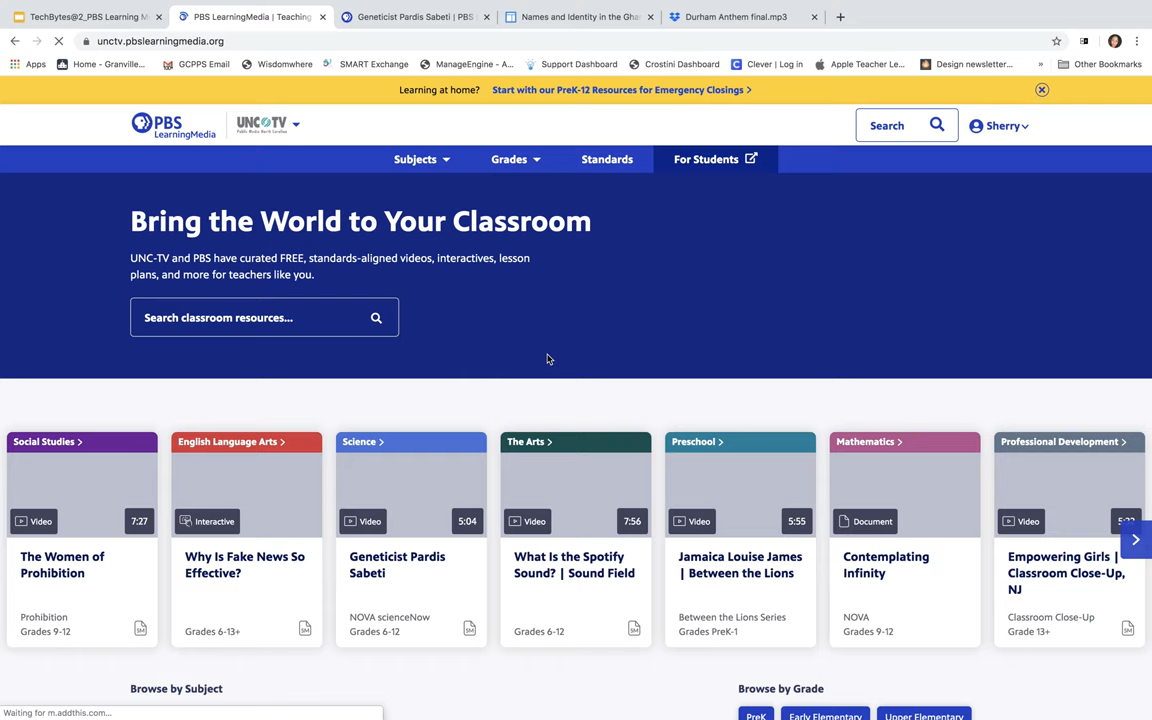 TechBytes@2_PBS Learning M
PBS LearningMedia | Teaching
Geneticist Pardis Sabeti | PBS
Names and Identity in the Gha
Durham Anthem final.mp3
unctv.pbslearningmedia.org
Apps
Home - Granville...
GCPPS Email
Wisdomwhere
SMART Exchange
ManageEngine - A...
Support Dashboard
Crostini Dashboard
Clever | Log in
Apple Teacher Le...
Design newsletter...
»
Other Bookmarks
Learning at home? Start with our PreK-12 Resources for Emergency Closings >
PBS
LearningMedia
UNC TV
Public Media North Carolina
Search
Sherry
Subjects
Grades
Standards
For Students
Bring the World to Your Classroom
UNC-TV and PBS have curated FREE, standards-aligned videos, interactives, lesson
plans, and more for teachers like you.
Search classroom resources...
Social Studies >
Video
7:27
The Women of
Prohibition
Prohibition
Grades 9-12
SM
English Language Arts >
Interactive
Why Is Fake News So
Effective?
Grades 6-13+
SM
Science >
Video
5:04
Geneticist Pardis
Sabeti
NOVA scienceNow
Grades 6-12
SM
The Arts >
Video
7:56
What Is the Spotify
Sound? | Sound Field
Grades 6-12
SM
Preschool >
Video
5:55
Jamaica Louise James
| Between the Lions
Between the Lions Series
Grades PreK-1
Mathematics >
Document
Contemplating
Infinity
NOVA
Grades 9-12
Professional Development >
Video
Empowering Girls |
Classroom Close-Up,
NJ
Classroom Close-Up
Grade 13+
SM
Browse by Subject
Browse by Grade
PreK
Early Elementary
Upper Elementary
Waiting for m.addthis.com...